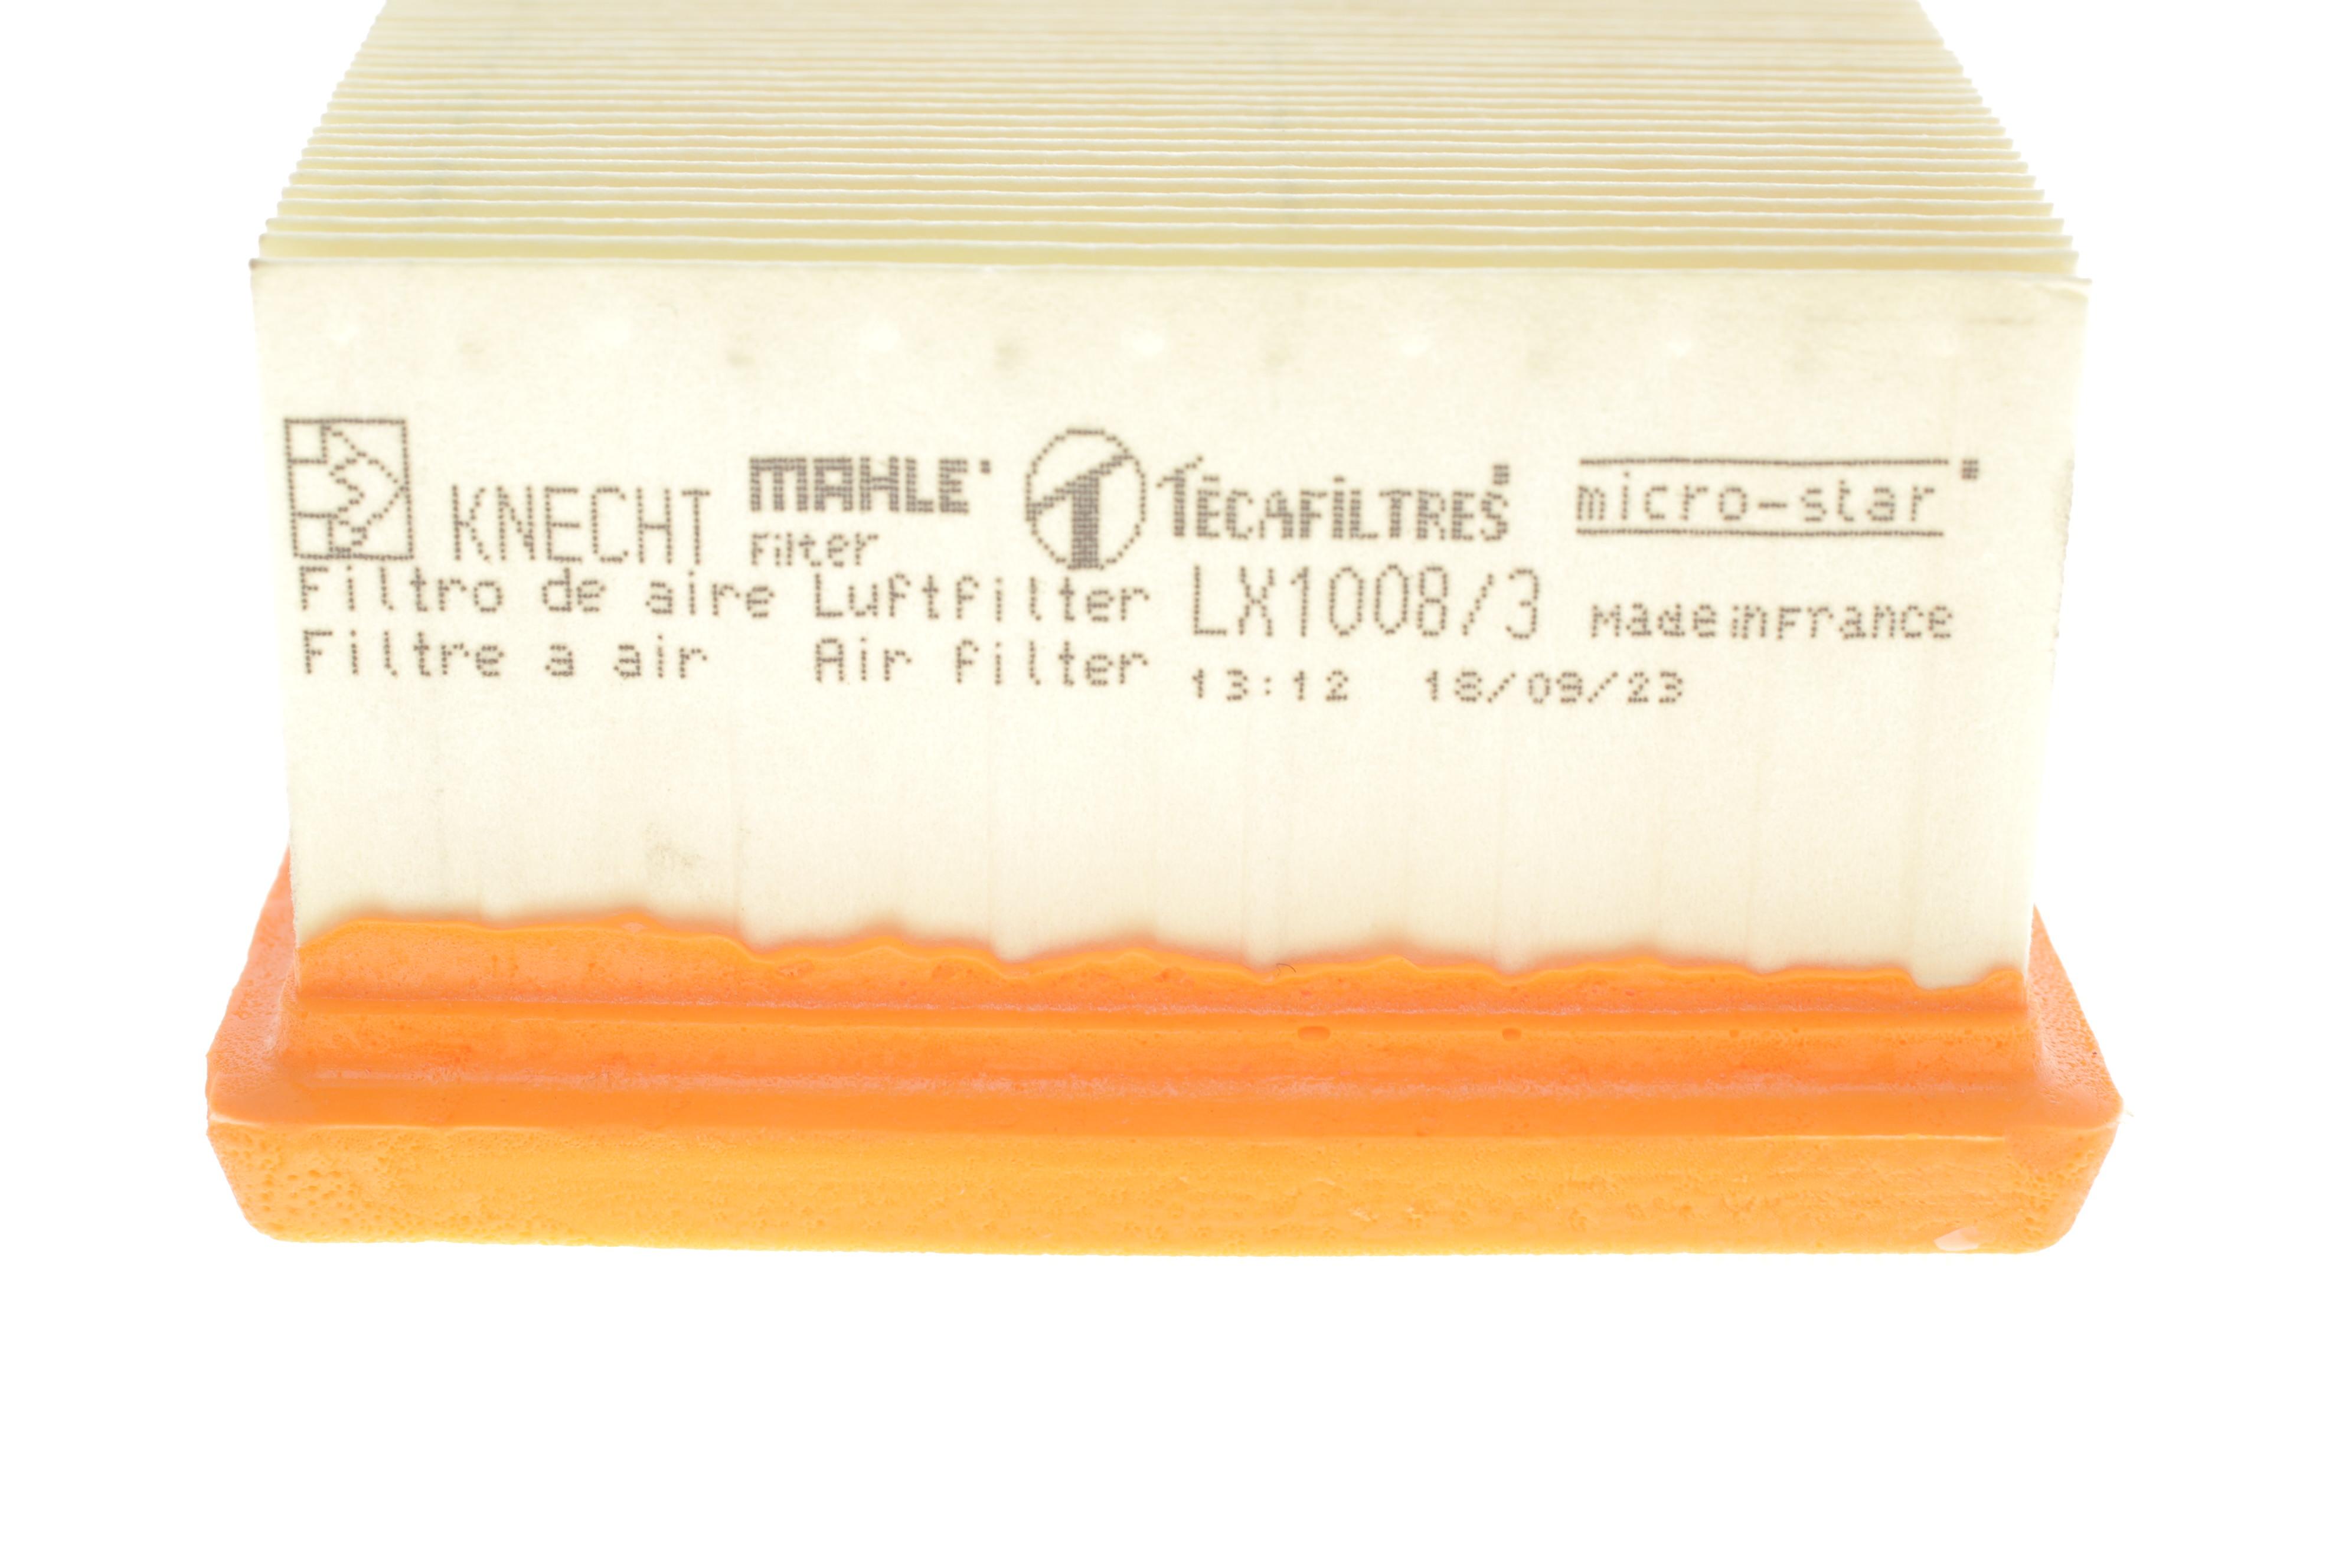 KNECHT MAHLE Filter TËCAFILTRES micro-star
Filtro de aire Luftfilter LX1008/3 Made in France
Filtre a air Air filter 13:12 18/09/23